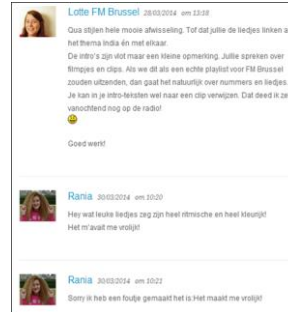 Lotte FM Brussel 28/03/2014 om 13:38
Qua stijlen hele mooie afwisseling. Tof dat jullie de liedjes linken a
het thema India én met elkaar.
De intro's zijn vlot maar een kleine opmerking. Jullie spreken over
filmpjes en clips. Als we dit als een echte playlist voor FM Brussel
zouden uitzenden, dan gaat het natuurlijk over nummers en liedjes.
Je kan in je intro-teksten wel naar een clip verwijzen. Dat deed ik ze
vanochtend nog op de radio!
Goed werk!
Rania 30/03/2014 om 10:20
Hey wat leuke liedjes zeg zijn heel ritmische en heel kleurijk!
Het m'avait me vrolijk!
Rania 30/03/2014 om 10:21
Sorry ik heb een foutje gemaakt het is:Het maakt me vrolijk!